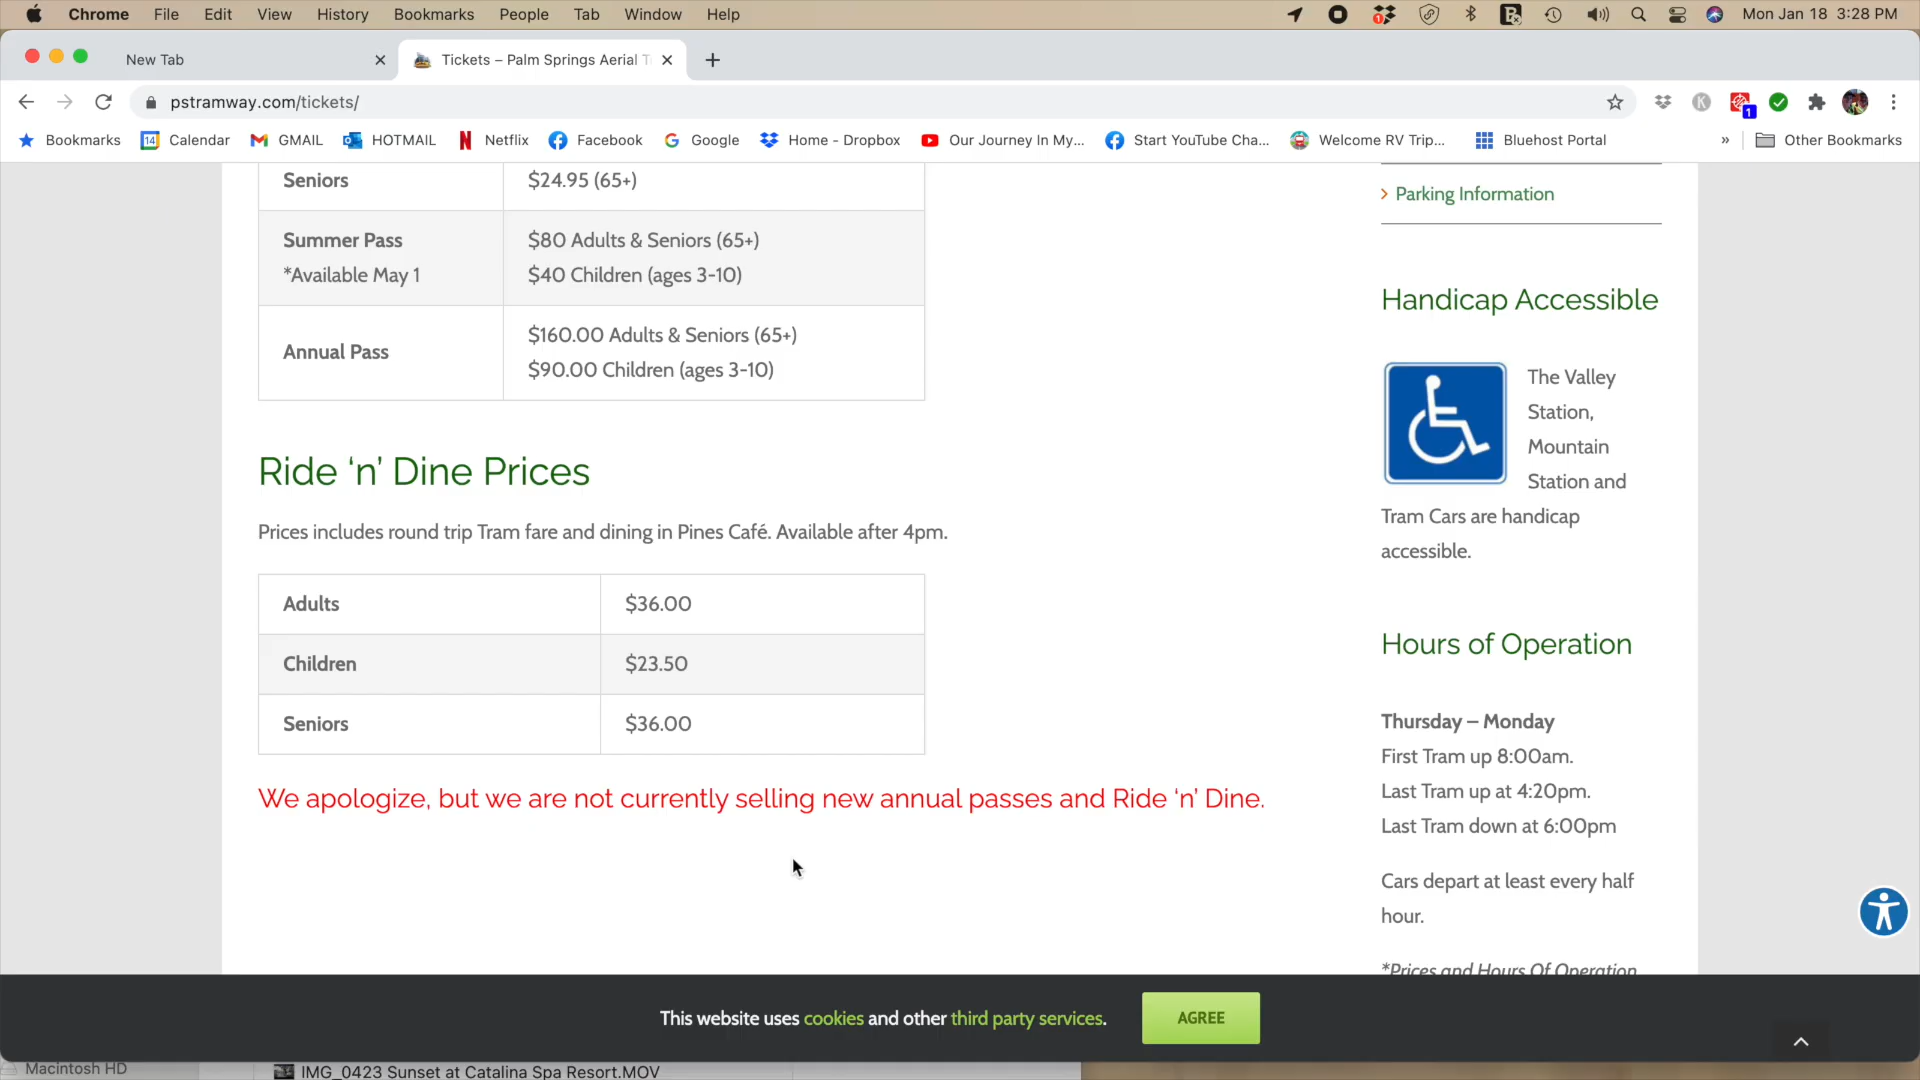 Chrome File Edit View History Bookmarks People Tab Window Help Mon Jan 18 3:28 PM
New Tab Tickets – Palm Springs Aerial
pstramway.com/tickets/
Bookmarks Calendar GMAIL HOTMAIL Netflix Facebook Google Home - Dropbox Our Journey In My... Start YouTube Cha... Welcome RV Trip... Bluehost Portal » Other Bookmarks
Seniors $24.95 (65+)
Summer Pass
*Available May 1
$80 Adults & Seniors (65+)
$40 Children (ages 3-10)
Annual Pass
$160.00 Adults & Seniors (65+)
$90.00 Children (ages 3-10)
Ride ‘n’ Dine Prices
Prices includes round trip Tram fare and dining in Pines Café. Available after 4pm.
Adults $36.00
Children $23.50
Seniors $36.00
We apologize, but we are not currently selling new annual passes and Ride ‘n’ Dine.
Parking Information
Handicap Accessible
The Valley
Station,
Mountain
Station and
Tram Cars are handicap
accessible.
Hours of Operation
Thursday – Monday
First Tram up 8:00am.
Last Tram up at 4:20pm.
Last Tram down at 6:00pm
Cars depart at least every half
hour.
*Prices and Hours Of Operation
This website uses cookies and other third party services.
AGREE
Macintosh HD
IMG_0423 Sunset at Catalina Spa Resort.MOV